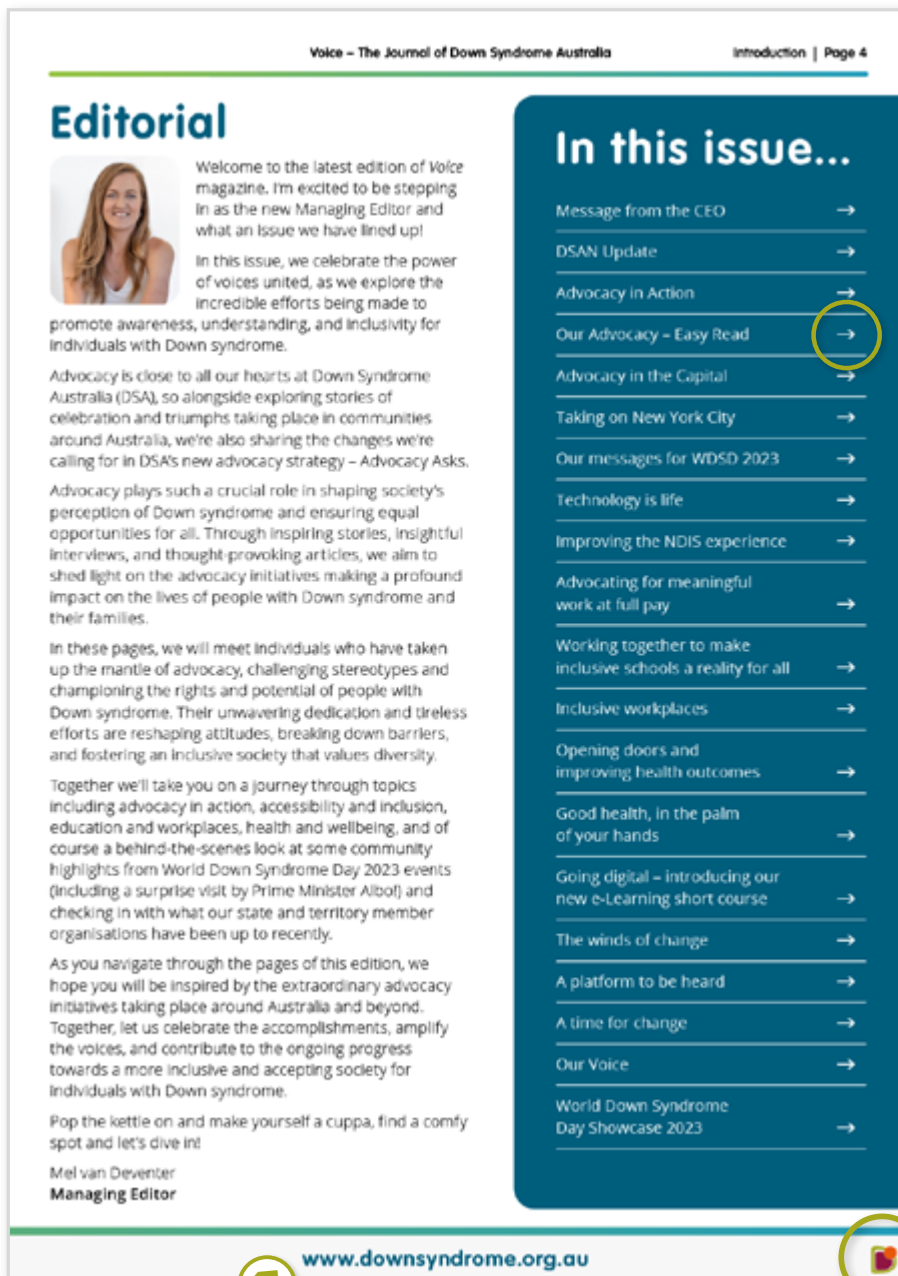 Voice – The Journal of Down Syndrome Australia
Introduction | Page 4
Editorial
Welcome to the latest edition of Voice
magazine. I'm excited to be stepping
in as the new Managing Editor and
what an issue we have lined up!
In this issue, we celebrate the power
of voices united, as we explore the
incredible efforts being made to
promote awareness, understanding, and inclusivity for
individuals with Down syndrome.
Advocacy is close to all our hearts at Down Syndrome
Australia (DSA), so alongside exploring stories of
celebration and triumphs taking place in communities
around Australia, we're also sharing the changes we're
calling for in DSA's new advocacy strategy – Advocacy Asks.
Advocacy plays such a crucial role in shaping society's
perception of Down syndrome and ensuring equal
opportunities for all. Through inspiring stories, insightful
interviews, and thought-provoking articles, we aim to
shed light on the advocacy initiatives making a profound
impact on the lives of people with Down syndrome and
their families.
In these pages, we will meet individuals who have taken
up the mantle of advocacy, challenging stereotypes and
championing the rights and potential of people with
Down syndrome. Their unwavering dedication and tireless
efforts are reshaping attitudes, breaking down barriers,
and fostering an inclusive society that values diversity.
Together we'll take you on a journey through topics
including advocacy in action, accessibility and inclusion,
education and workplaces, health and wellbeing, and of
course a behind-the-scenes look at some community
highlights from World Down Syndrome Day 2023 events
(including a surprise visit by Prime Minister Albo!) and
checking in with what our state and territory member
organisations have been up to recently.
As you navigate through the pages of this edition, we
hope you will be inspired by the extraordinary advocacy
initiatives taking place around Australia and beyond.
Together, let us celebrate the accomplishments, amplify
the voices, and contribute to the ongoing progress
towards a more inclusive and accepting society for
individuals with Down syndrome.
Pop the kettle on and make yourself a cuppa, find a comfy
spot and let's dive in!
Mel van Deventer
Managing Editor
In this issue...
Message from the CEO →
DSAN Update →
Advocacy in Action →
Our Advocacy – Easy Read →
Advocacy in the Capital →
Taking on New York City →
Our messages for WDSD 2023 →
Technology is life →
Improving the NDIS experience →
Advocating for meaningful
work at full pay →
Working together to make
inclusive schools a reality for all →
Inclusive workplaces →
Opening doors and
improving health outcomes →
Good health, in the palm
of your hands →
Going digital – introducing our
new e-Learning short course →
The winds of change →
A platform to be heard →
A time for change →
Our Voice →
World Down Syndrome
Day Showcase 2023 →
www.downsyndrome.org.au